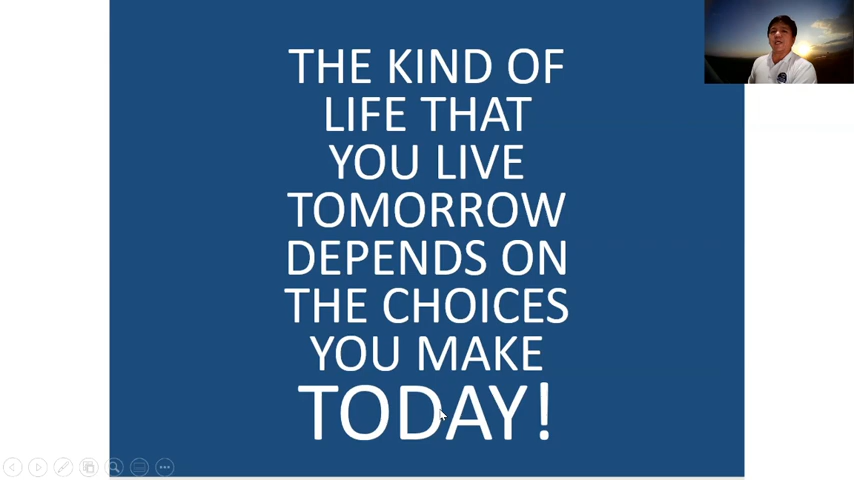 THE KIND OF
LIFE THAT
YOU LIVE
TOMORROW
DEPENDS ON
THE CHOICES
YOU MAKE
TODAY!